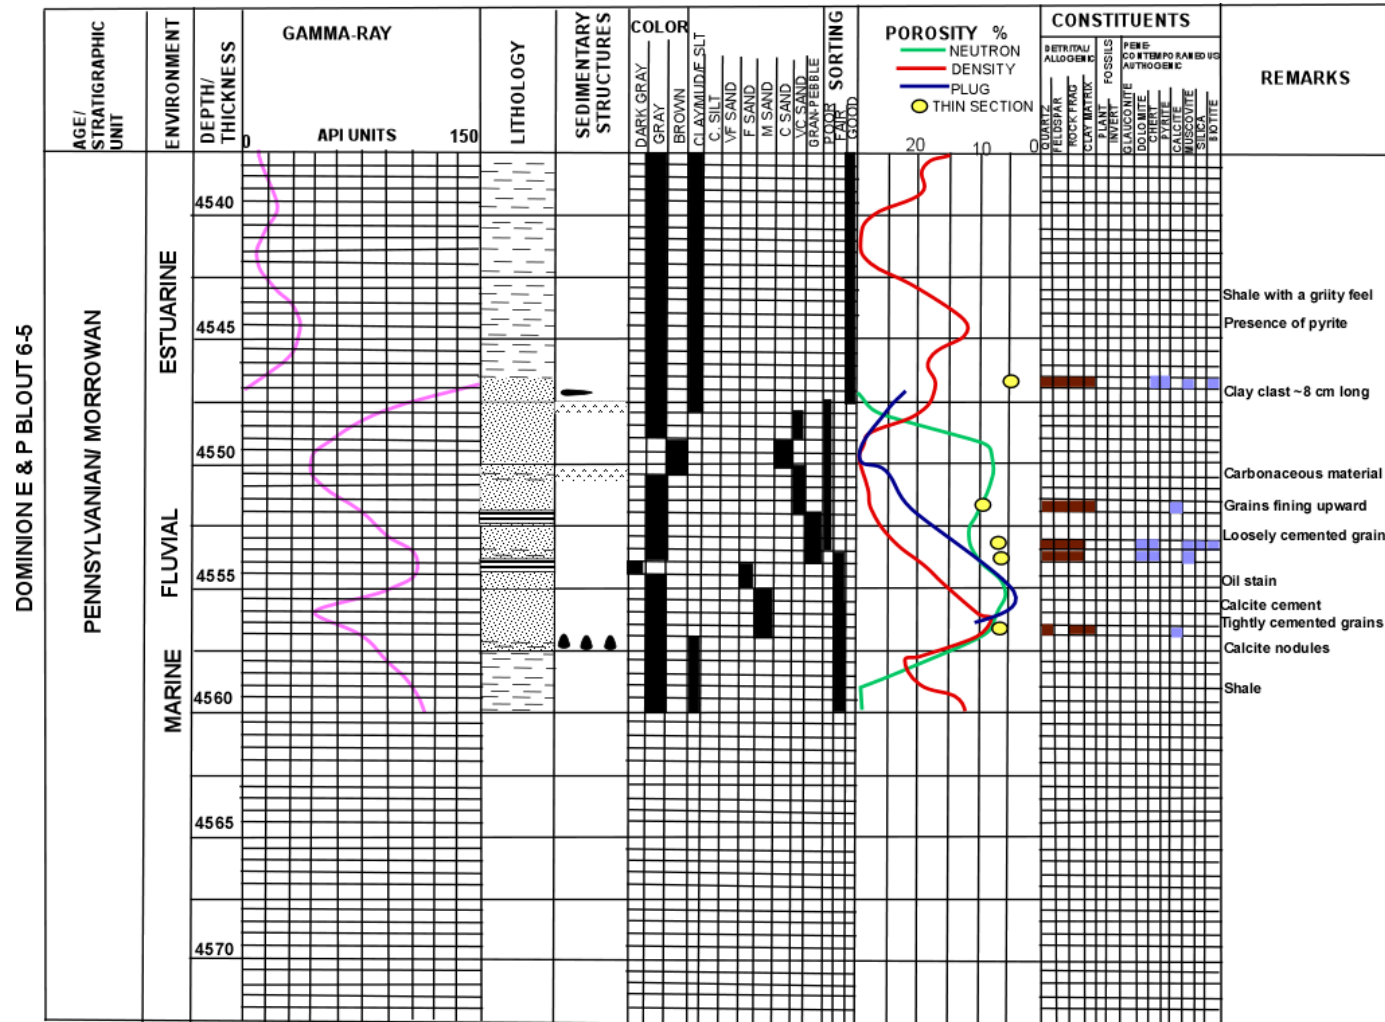 DOMINION E & P BLOUT 6-5
AGE/
STRATIGRAPHIC
UNIT
ENVIRONMENT
DEPTH/
THICKNESS
GAMMA-RAY
0 API UNITS 150
LITHOLOGY
SEDIMENTARY
STRUCTURES
COLOR
DARK GRAY
GRAY
BROWN
CLAY/MUD/F SLT
C. SILT
VF SAND
F SAND
M SAND
C SAND
VC SAND
GRAN-PEBBLE
SORTING
POOR
FAIR
GOOD
POROSITY %
NEUTRON
DENSITY
PLUG
THIN SECTION
20 10 0
CONSTITUENTS
DETRITAL/
ALLOGENIC
FOSSILS
PENE-
CONTEMPORANEOUS
AUTHOGENIC
QUARTZ
FELDSPAR
ROCK FRAG
CLAY MATRIX
PLANT
INVERT
GLAUCONITE
DOLOMITE
CHERT
PYRITE
CALCITE
MUSCOVITE
SILICA
BIOTITE
REMARKS
PENNSYLVANIAN/ MORROWAN
ESTUARINE
FLUVIAL
MARINE
4540
4545
4550
4555
4560
4565
4570
Shale with a griity feel
Presence of pyrite
Clay clast ~8 cm long
Carbonaceous material
Grains fining upward
Loosely cemented grain
Oil stain
Calcite cement
Tightly cemented grains
Calcite nodules
Shale